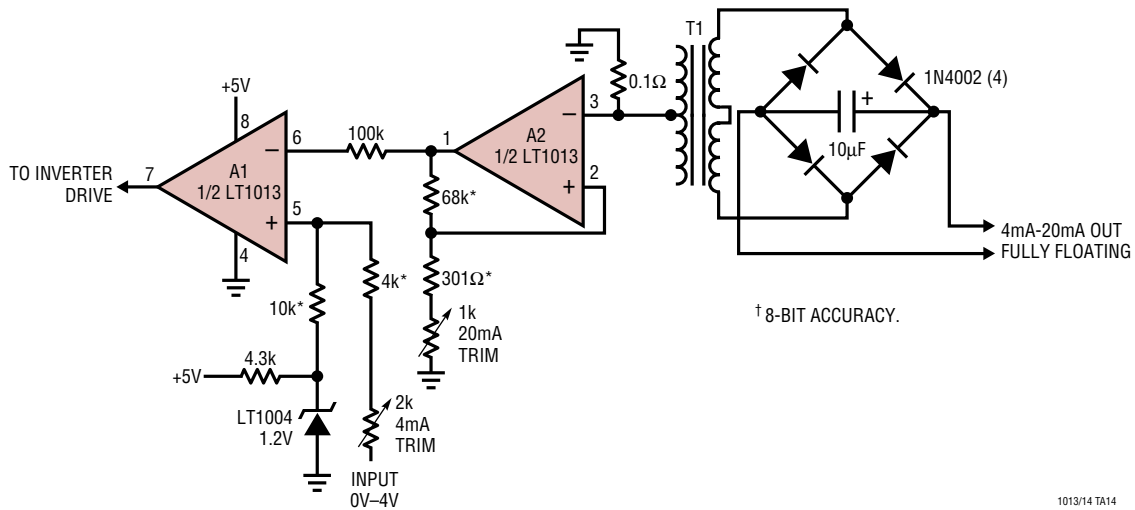 T1
1N4002 (4)
+
10μF
0.1Ω
3
−
A2
1/2 LT1013
2
+
1
+5V
8
6
−
100k
A1
1/2 LT1013
7
TO INVERTER
DRIVE
5
+
4
68k*
301Ω*
1k
20mA
TRIM
10k*
4k*
4.3k
+5V
LT1004
1.2V
2k
4mA
TRIM
INPUT
0V–4V
4mA-20mA OUT
FULLY FLOATING
† 8-BIT ACCURACY.
1013/14 TA14